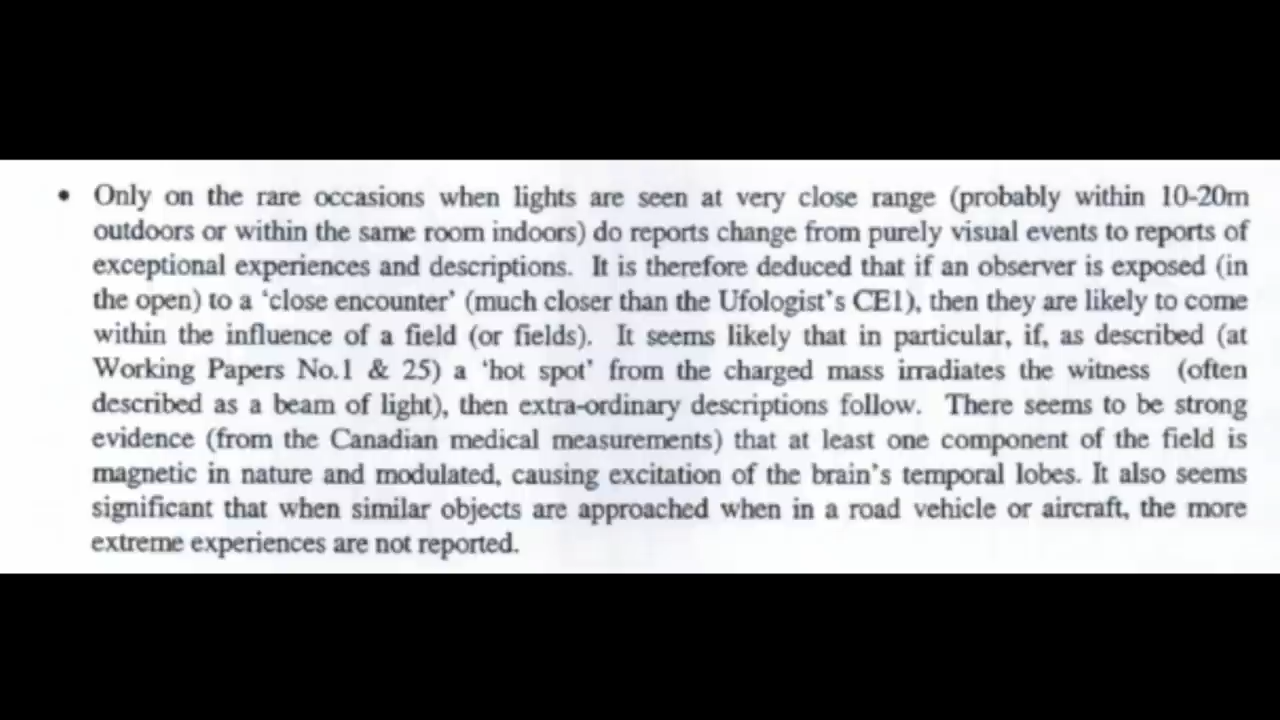 • Only on the rare occasions when lights are seen at very close range (probably within 10-20m
outdoors or within the same room indoors) do reports change from purely visual events to reports of
exceptional experiences and descriptions. It is therefore deduced that if an observer is exposed (in
the open) to a ‘close encounter’ (much closer than the Ufologist’s CE1), then they are likely to come
within the influence of a field (or fields). It seems likely that in particular, if, as described (at
Working Papers No.1 & 25) a ‘hot spot’ from the charged mass irradiates the witness (often
described as a beam of light), then extra-ordinary descriptions follow. There seems to be strong
evidence (from the Canadian medical measurements) that at least one component of the field is
magnetic in nature and modulated, causing excitation of the brain’s temporal lobes. It also seems
significant that when similar objects are approached when in a road vehicle or aircraft, the more
extreme experiences are not reported.